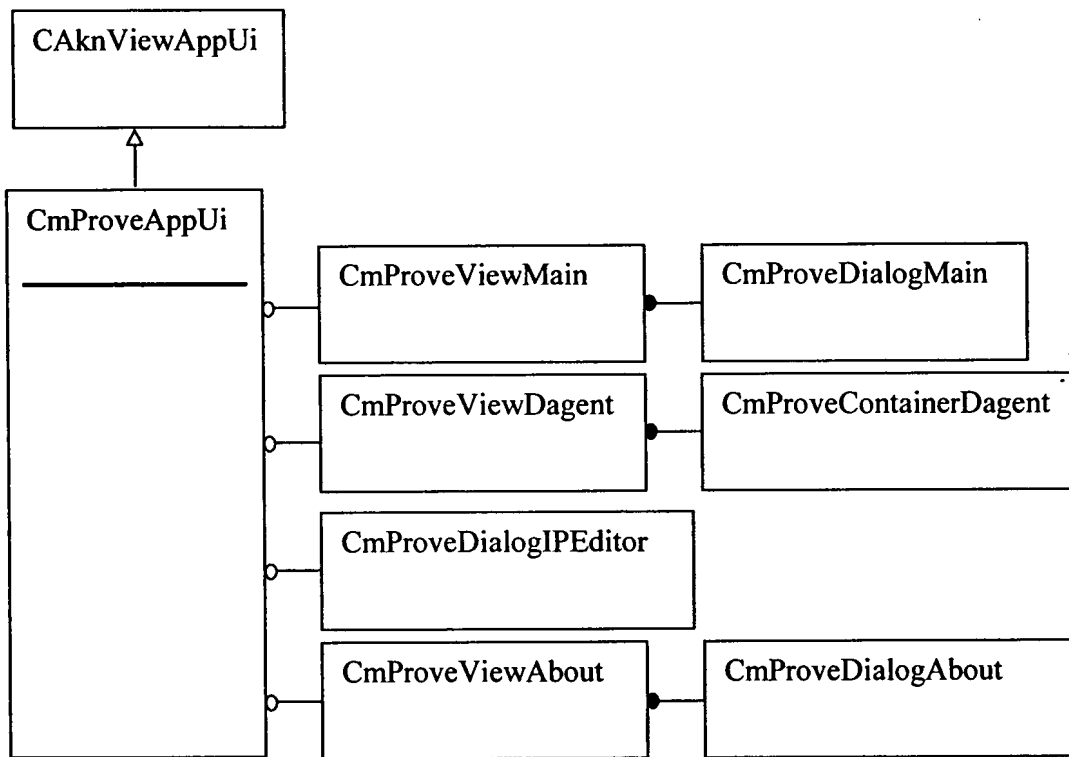 CAknViewAppUi
CmProveAppUi
CmProveViewMain
CmProveDialogMain
CmProveViewDagent
CmProveContainerDagent
CmProveDialogIPEditor
CmProveViewAbout
CmProveDialogAbout